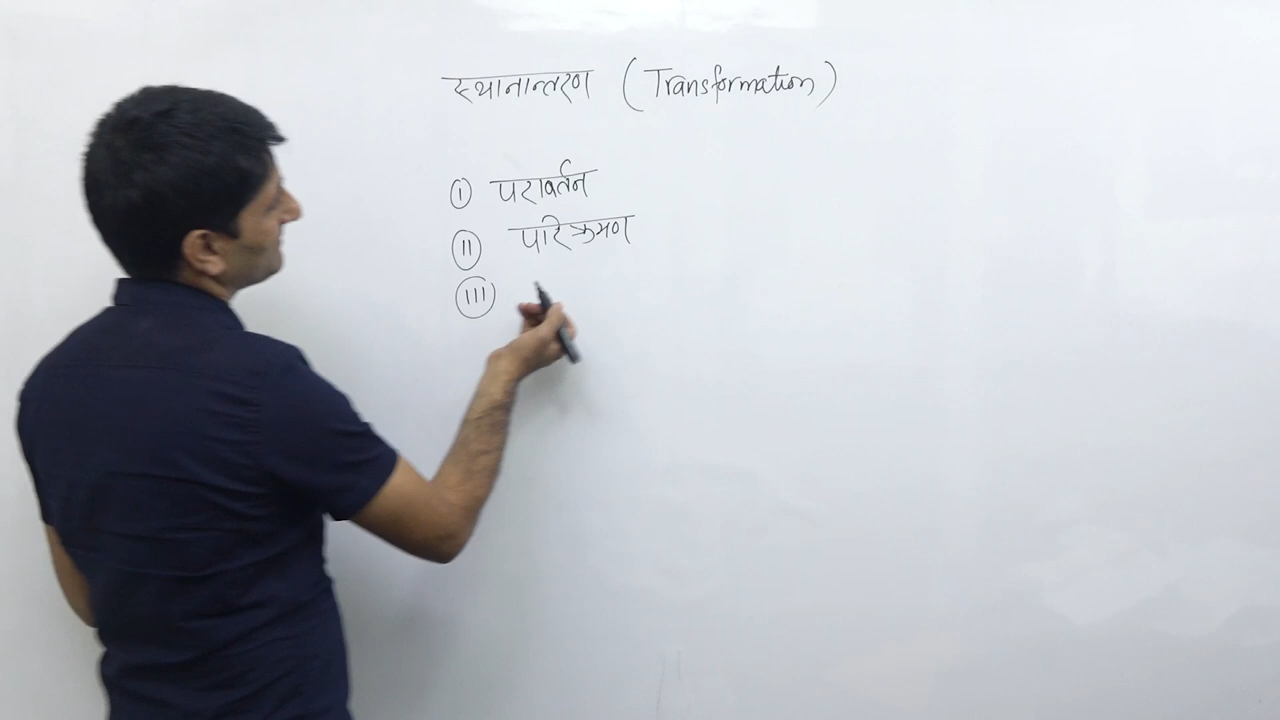 स्थानान्तरण (Transformation)
(I) परावर्तन
(II) परिक्रमण
(III)